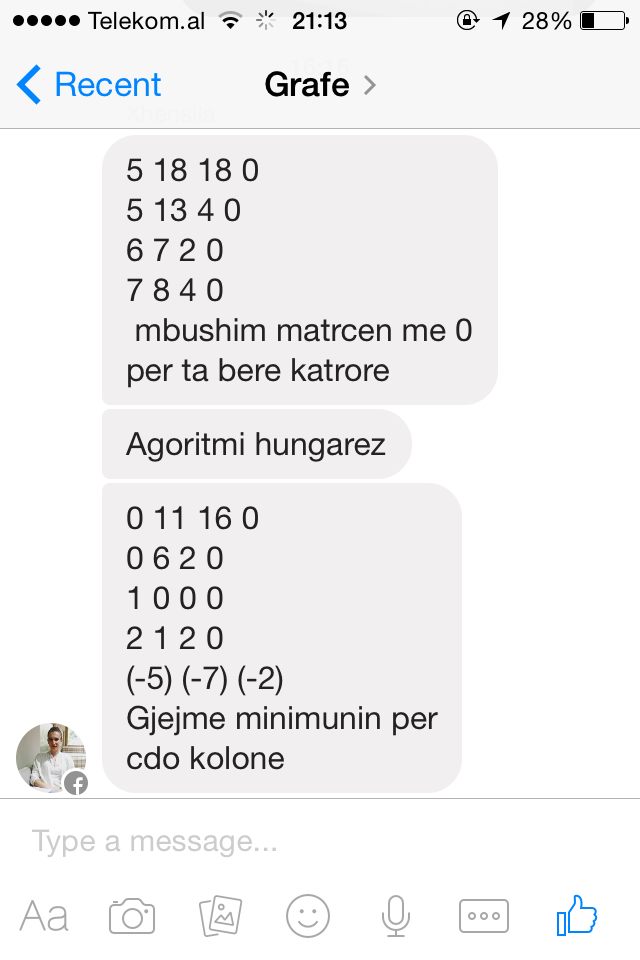 Telekom.al 21:13 28%
Recent Grafe
5 18 18 0
5 13 4 0
6 7 2 0
7 8 4 0
mbushim matrcen me 0
per ta bere katrore
Agoritmi hungarez
0 11 16 0
0 6 2 0
1 0 0 0
2 1 2 0
(-5) (-7) (-2)
Gjejme minimunin per
cdo kolone
Type a message...
Aa